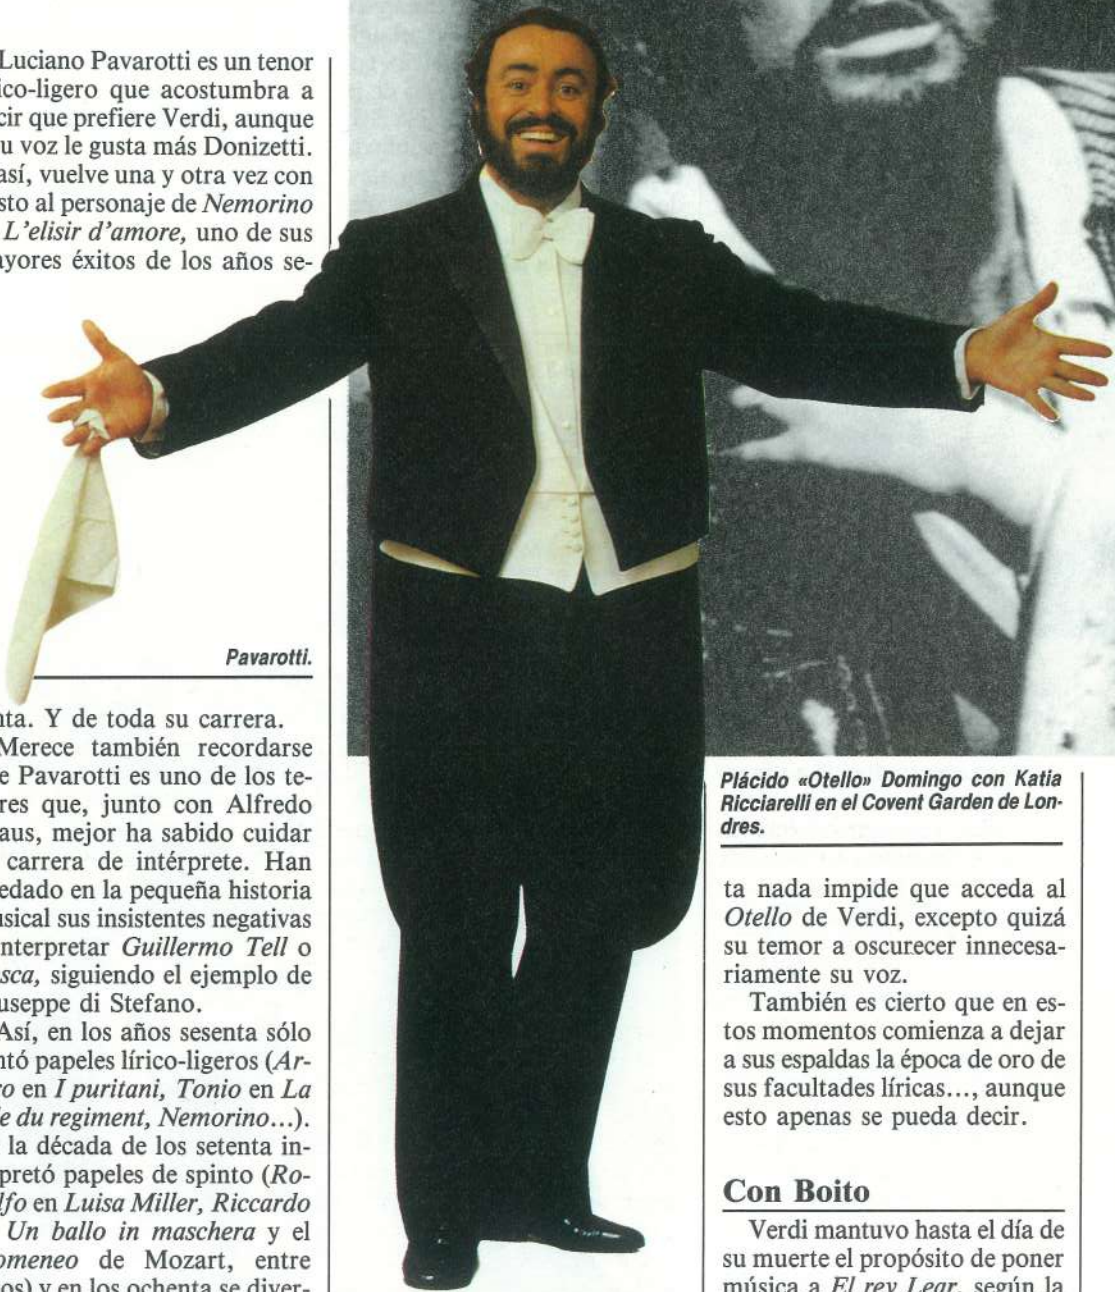 Luciano Pavarotti es un tenor
ico-ligero que acostumbra a
cir que prefiere Verdi, aunque
u voz le gusta más Donizetti.
así, vuelve una y otra vez con
sto al personaje de Nemorino
L'elisir d'amore, uno de sus
ayores éxitos de los años se-
Pavarotti.
nta. Y de toda su carrera.
Merece también recordarse
e Pavarotti es uno de los te-
res que, junto con Alfredo
aus, mejor ha sabido cuidar
carrera de intérprete. Han
edado en la pequeña historia
usical sus insistentes negativas
interpretar Guillermo Tell o
sca, siguiendo el ejemplo de
useppe di Stefano.
Así, en los años sesenta sólo
ntó papeles lírico-ligeros (Ar-
ro en I puritani, Tonio en La
e du regiment, Nemorino...).
la década de los setenta in-
pretó papeles de spinto (Ro-
lfo en Luisa Miller, Riccardo
Un ballo in maschera y el
omeneo de Mozart, entre
os) y en los ochenta se diver-
Plácido «Otello» Domingo con Katia
Ricciarelli en el Covent Garden de Lon-
dres.
ta nada impide que acceda al
Otello de Verdi, excepto quizá
su temor a oscurecer innecesa-
riamente su voz.
También es cierto que en es-
tos momentos comienza a dejar
a sus espaldas la época de oro de
sus facultades líricas..., aunque
esto apenas se pueda decir.
Con Boito
Verdi mantuvo hasta el día de
su muerte el propósito de poner
música a El rey Lear, según la